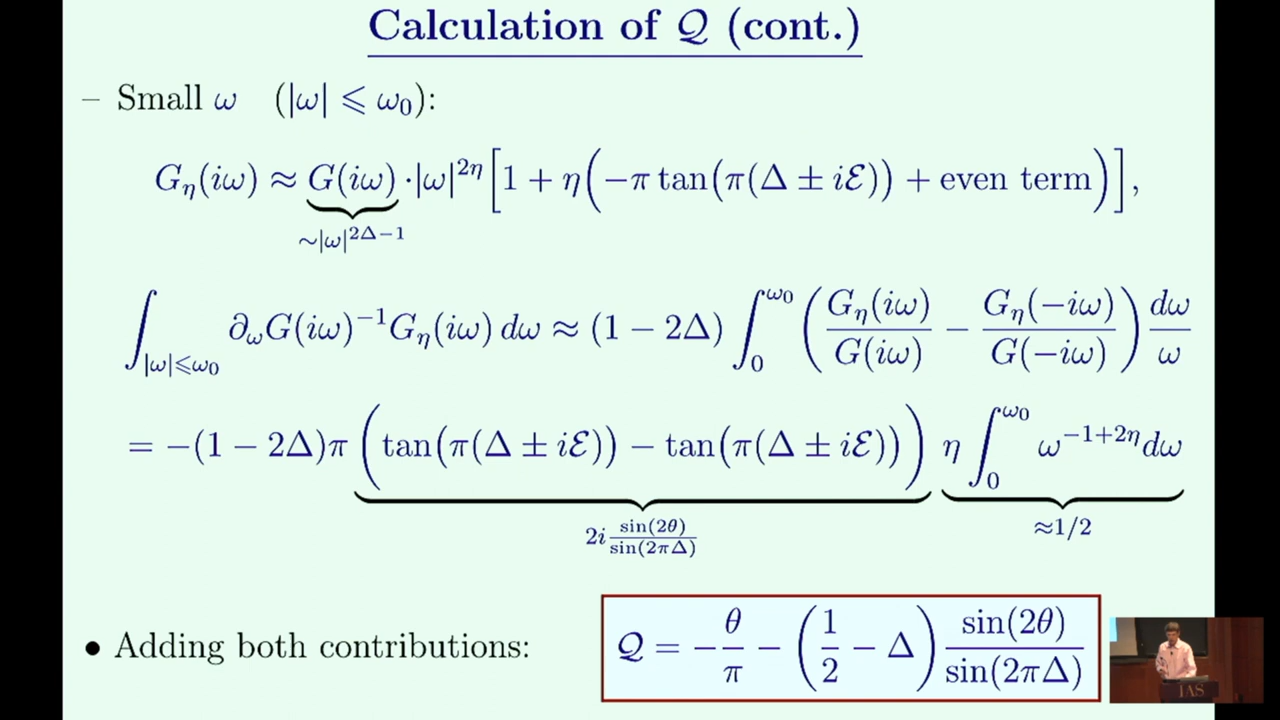 Calculation of 𝒬 (cont.)
– Small ω (|ω| ⩽ ω₀):
G_η(iω) ≈ G(iω) · |ω|^{2η} [1 + η(−π tan(π(Δ ± iℰ)) + even term)],
∼|ω|^{2Δ−1}
∫_{|ω|⩽ω₀} ∂_ω G(iω)^{−1} G_η(iω) dω ≈ (1 − 2Δ) ∫_0^{ω₀} (G_η(iω)/G(iω) − G_η(−iω)/G(−iω)) dω/ω
= −(1 − 2Δ)π (tan(π(Δ ± iℰ)) − tan(π(Δ ± iℰ))) η ∫_0^{ω₀} ω^{−1+2η} dω
2i sin(2θ)/sin(2πΔ) ≈1/2
• Adding both contributions: 𝒬 = −θ/π − (1/2 − Δ) sin(2θ)/sin(2πΔ)
IAS